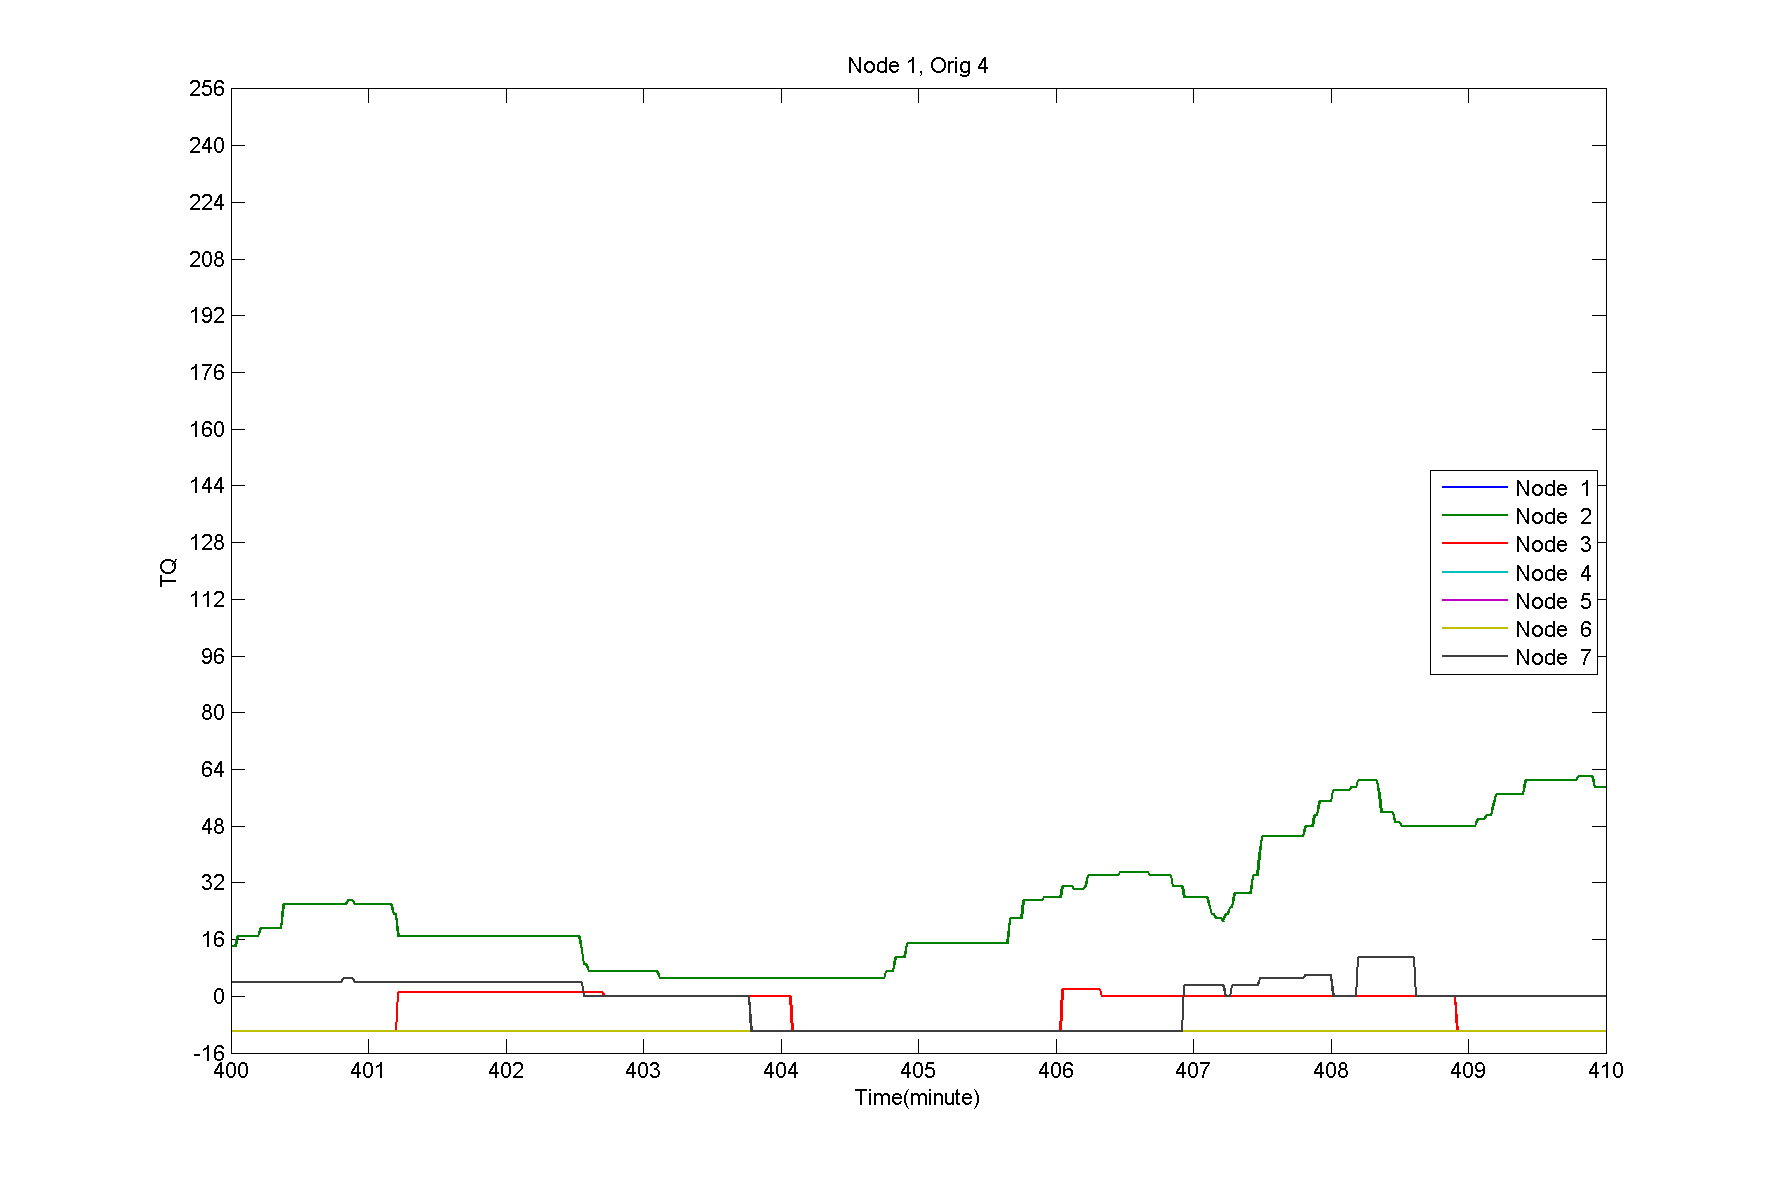 Node 1, Orig 4
256
240
224
208
192
176
160
144
128
112
96
80
64
48
32
16
0
-16
TQ
Node 1
Node 2
Node 3
Node 4
Node 5
Node 6
Node 7
400 401 402 403 404 405 406 407 408 409 410
Time(minute)